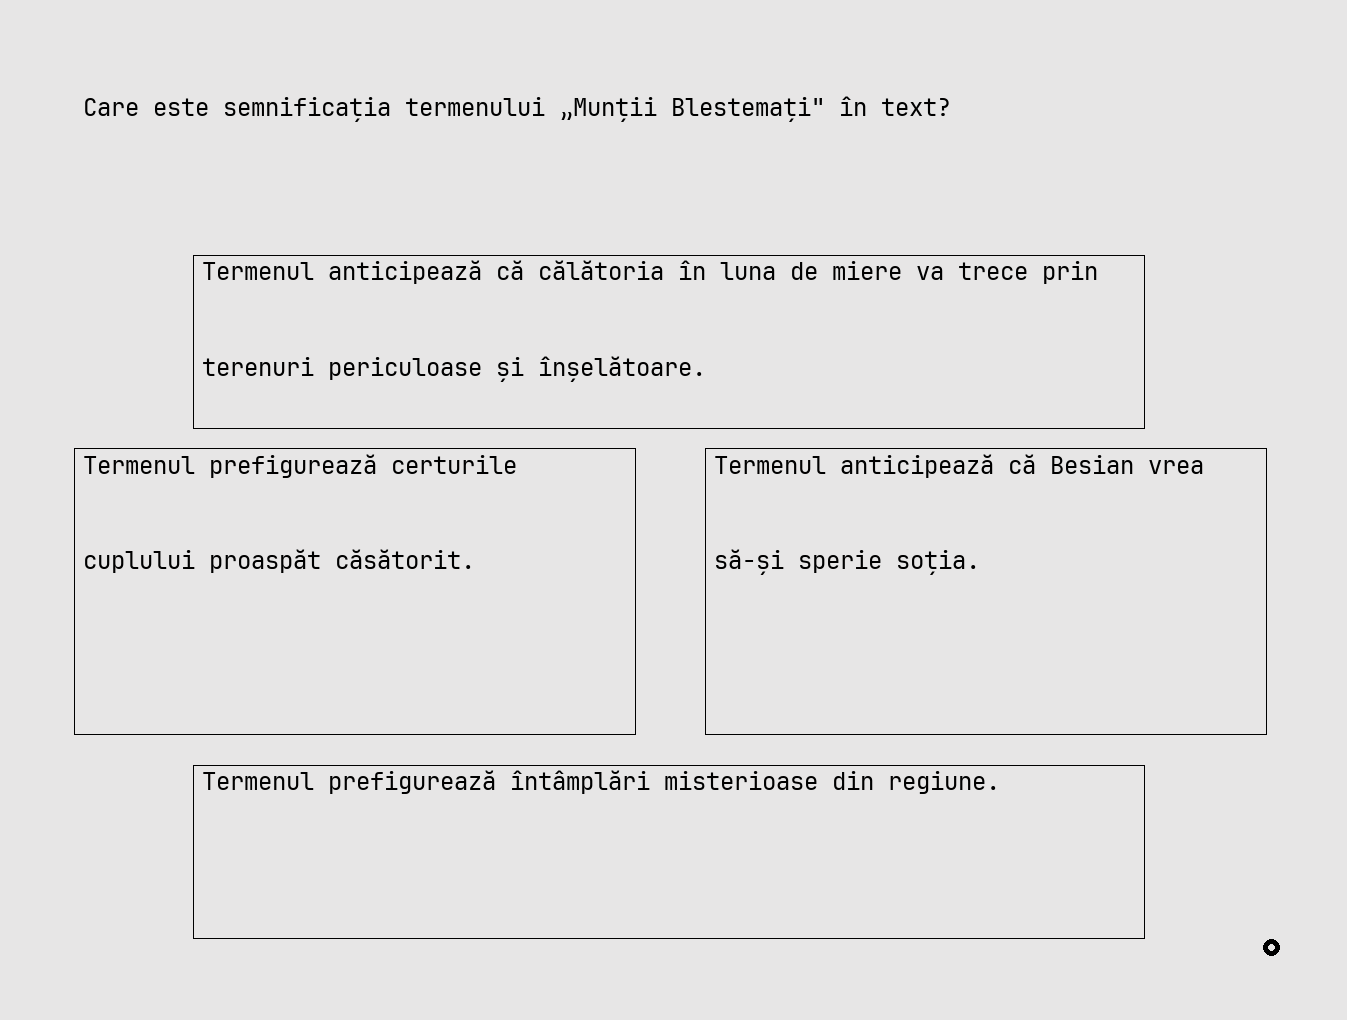 Care este semnificația termenului „Munții Blestemați" în text?
Termenul anticipează că călătoria în luna de miere va trece prin
terenuri periculoase și înșelătoare.
Termenul prefigurează certurile
cuplului proaspăt căsătorit.
Termenul anticipează că Besian vrea
să-și sperie soția.
Termenul prefigurează întâmplări misterioase din regiune.